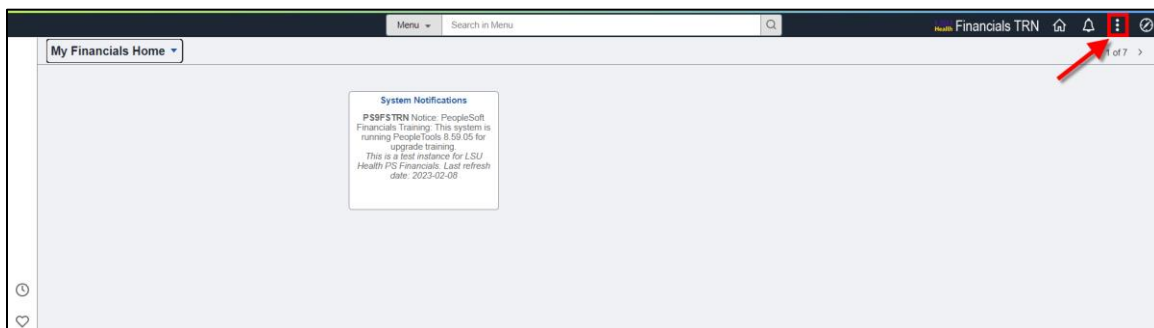 Menu
Search in Menu
LSU Health Financials TRN
My Financials Home
1 of 7
System Notifications
PS9FSTRN Notice: PeopleSoft
Financials Training: This system is
running PeopleTools 8.59.05 for
upgrade training.
This is a test instance for LSU
Health PS Financials. Last refresh
date: 2023-02-08